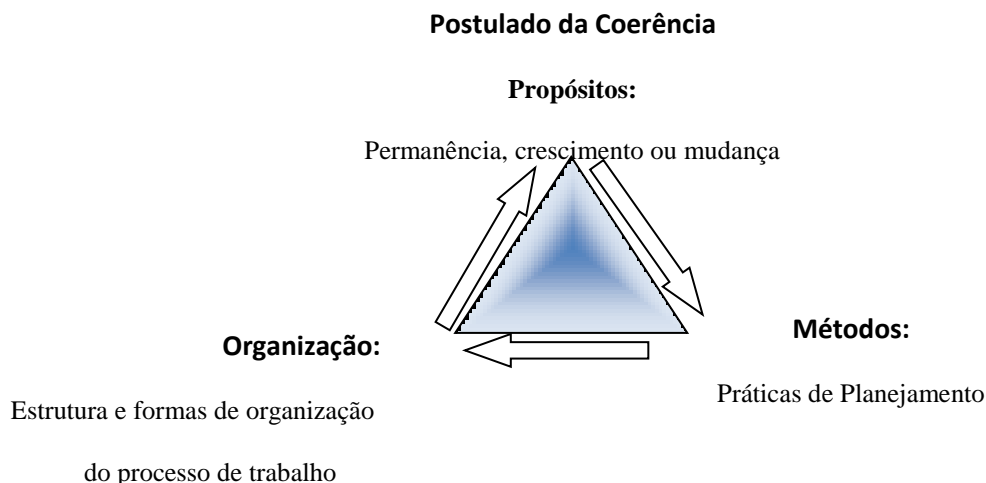 Postulado da Coerência
Propósitos:
Permanência, crescimento ou mudança
Organização:
Estrutura e formas de organização
do processo de trabalho
Métodos:
Práticas de Planejamento